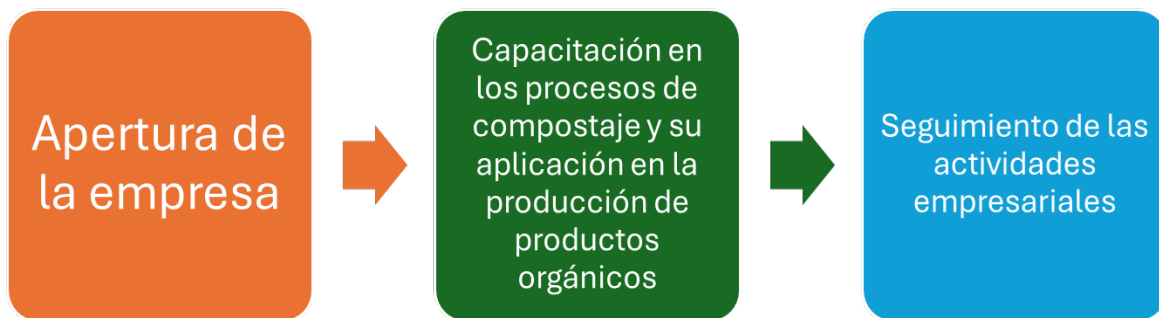 Apertura de
la empresa
Capacitación en
los procesos de
compostaje y su
aplicación en la
producción de
productos
orgánicos
Seguimiento de las
actividades
empresariales